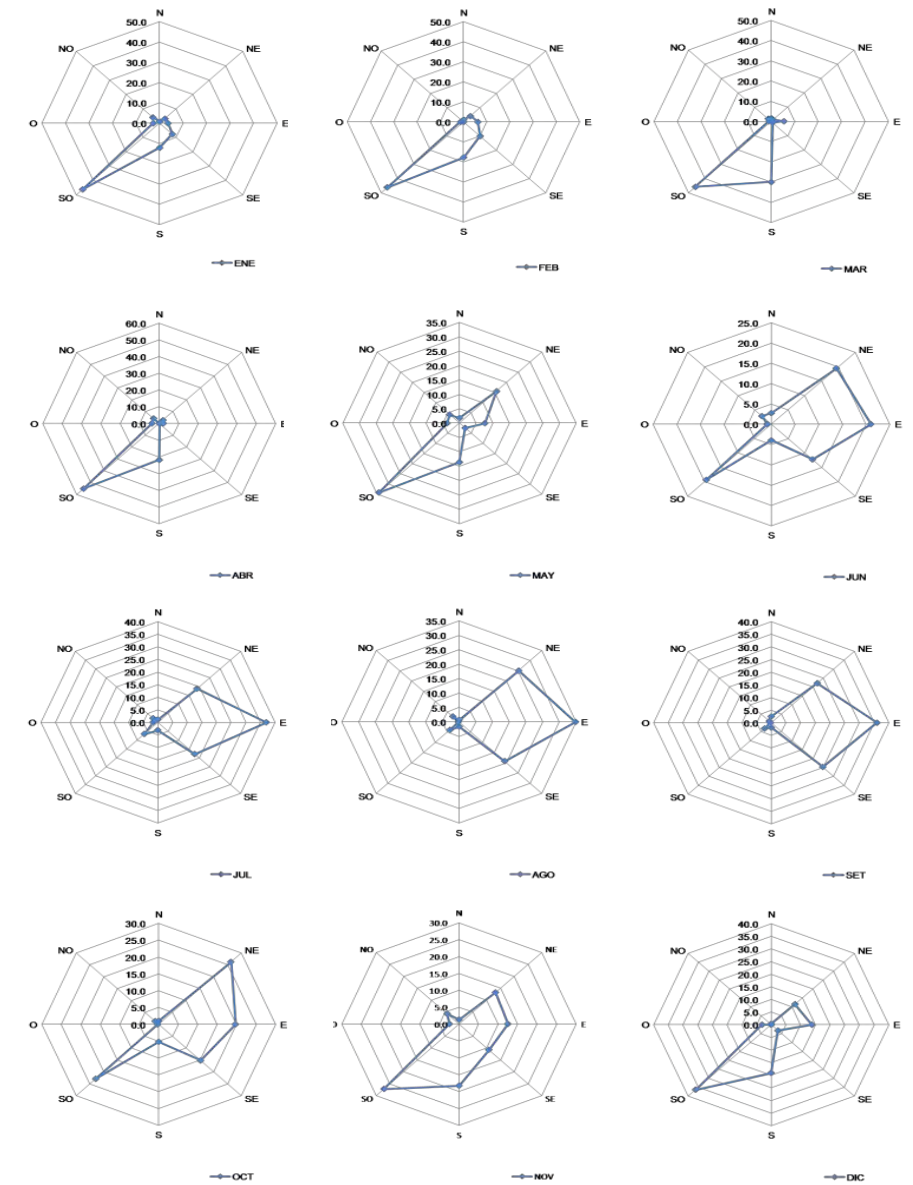 N
50.0
NO
NE
40.0
30.0
20.0
10.0
0.0
O
E
SO
SE
S
ENE
N
50.0
NO
NE
40.0
30.0
20.0
10.0
0.0
O
E
SO
SE
S
FEB
N
50.0
NO
NE
40.0
30.0
20.0
10.0
0.0
O
E
SO
SE
S
MAR
N
60.0
NO
NE
50.0
40.0
30.0
20.0
10.0
0.0
O
SO
SE
S
ABR
N
35.0
30.0
NO
NE
25.0
20.0
15.0
10.0
5.0
0.0
O
E
SO
SE
S
MAY
N
25.0
NO
NE
20.0
15.0
10.0
5.0
0.0
O
E
SO
SE
S
JUN
N
40.0
35.0
NO
NE
30.0
25.0
20.0
15.0
10.0
5.0
0.0
O
E
SO
SE
S
JUL
N
35.0
30.0
NO
NE
25.0
20.0
15.0
10.0
5.0
0.0
E
SO
SE
S
AGO
N
40.0
35.0
NO
NE
30.0
25.0
20.0
15.0
10.0
5.0
0.0
O
E
SO
SE
S
SET
N
30.0
NO
NE
25.0
20.0
15.0
10.0
5.0
0.0
O
E
SO
SE
S
OCT
N
30.0
NO
NE
25.0
20.0
15.0
10.0
5.0
0.0
E
SO
SE
S
NOV
N
40.0
35.0
NO
NE
30.0
25.0
20.0
15.0
10.0
5.0
0.0
O
E
SO
SE
S
DIC